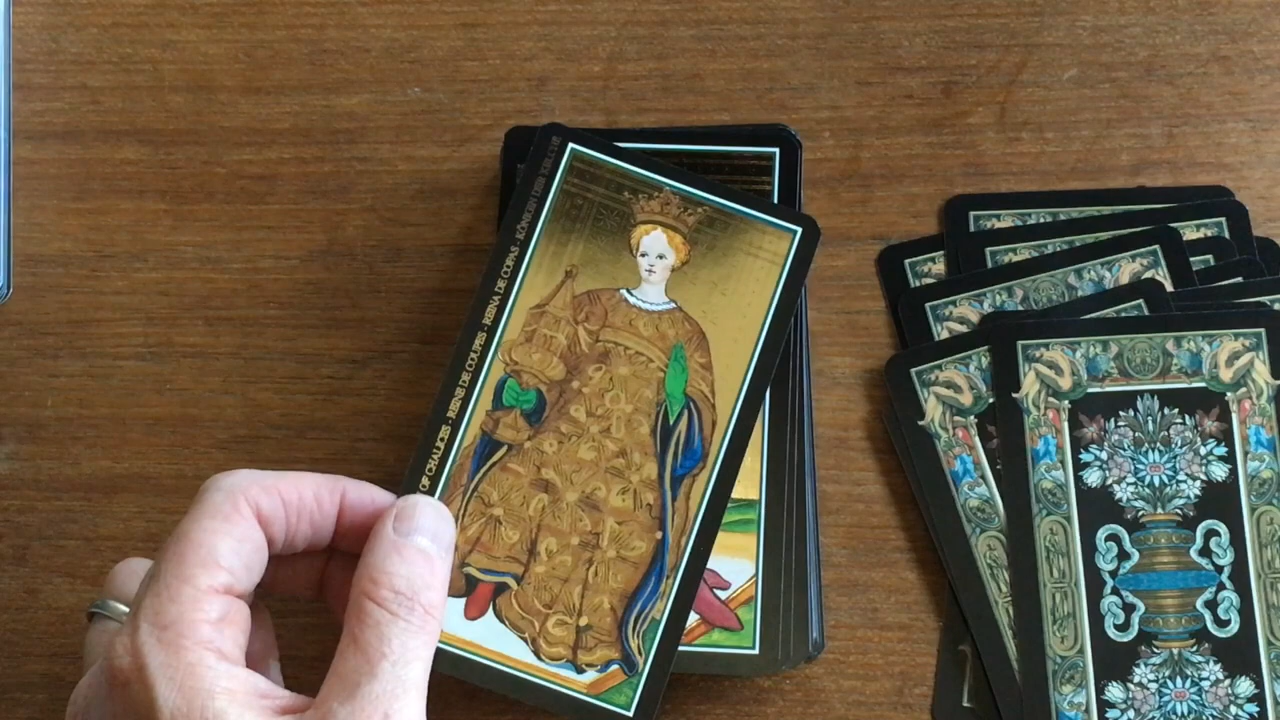 OF CHALICES - REINE DE COUPES - REINA DE COPAS - KÖNIGIN DER KELCHE